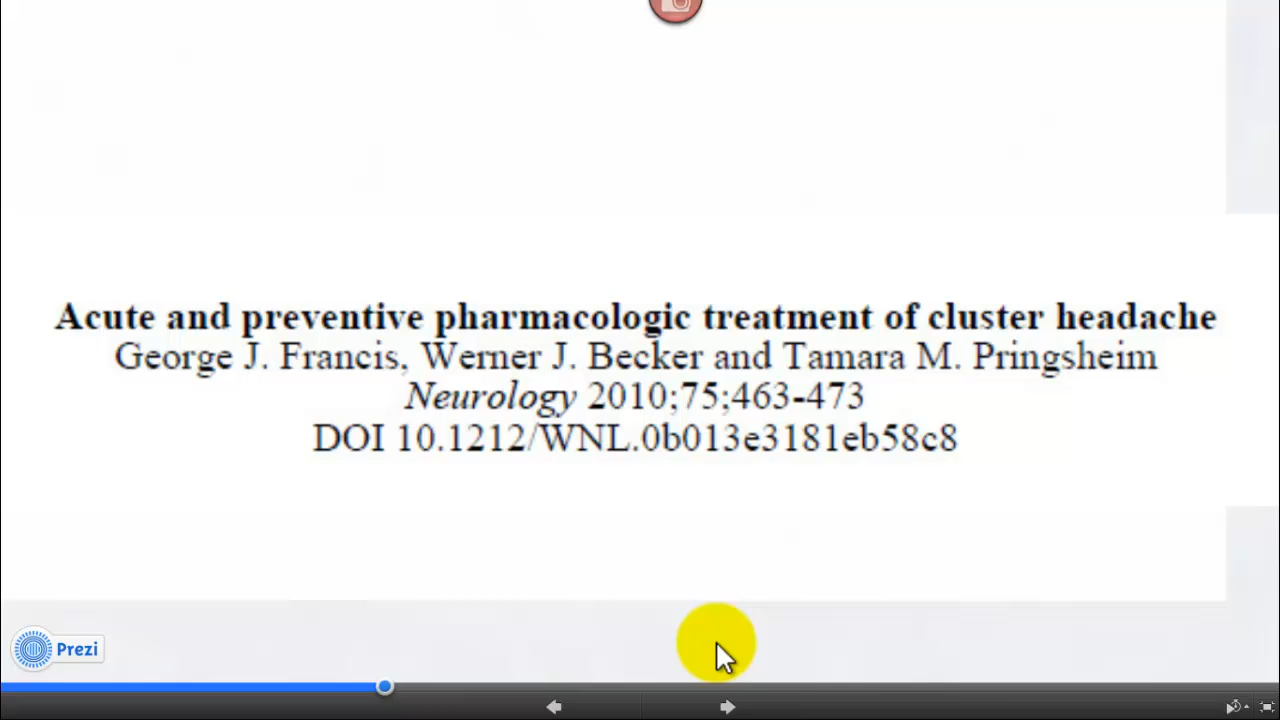 Acute and preventive pharmacologic treatment of cluster headache
George J. Francis, Werner J. Becker and Tamara M. Pringsheim
Neurology 2010;75;463-473
DOI 10.1212/WNL.0b013e3181eb58c8
Prezi